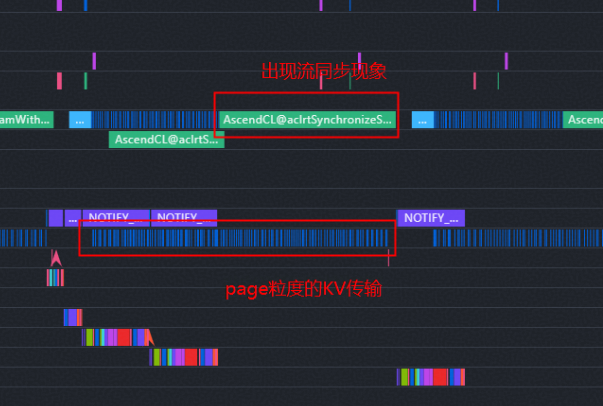 出现流同步现象
amWith...
...
AscendCL@aclrtSynchronizeS...
...
Ascend
AscendCL@aclrtS...
...
NOTIFY_...
NOTIFY_...
NOTIFY_...
page粒度的KV传输